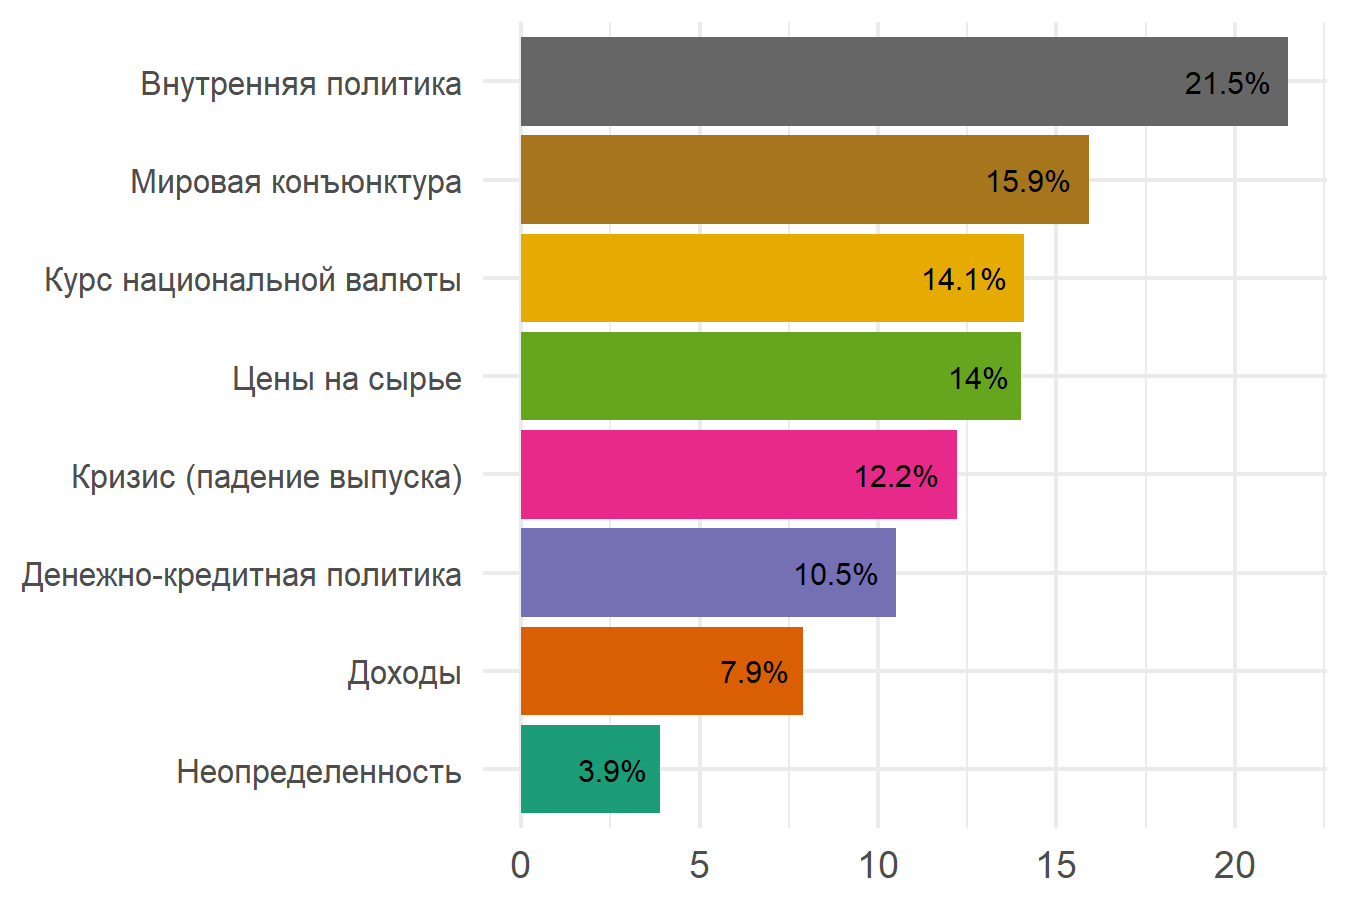 Внутренняя политика 21.5%
Мировая конъюнктура 15.9%
Курс национальной валюты 14.1%
Цены на сырье 14%
Кризис (падение выпуска) 12.2%
Денежно-кредитная политика 10.5%
Доходы 7.9%
Неопределенность 3.9%
0 5 10 15 20